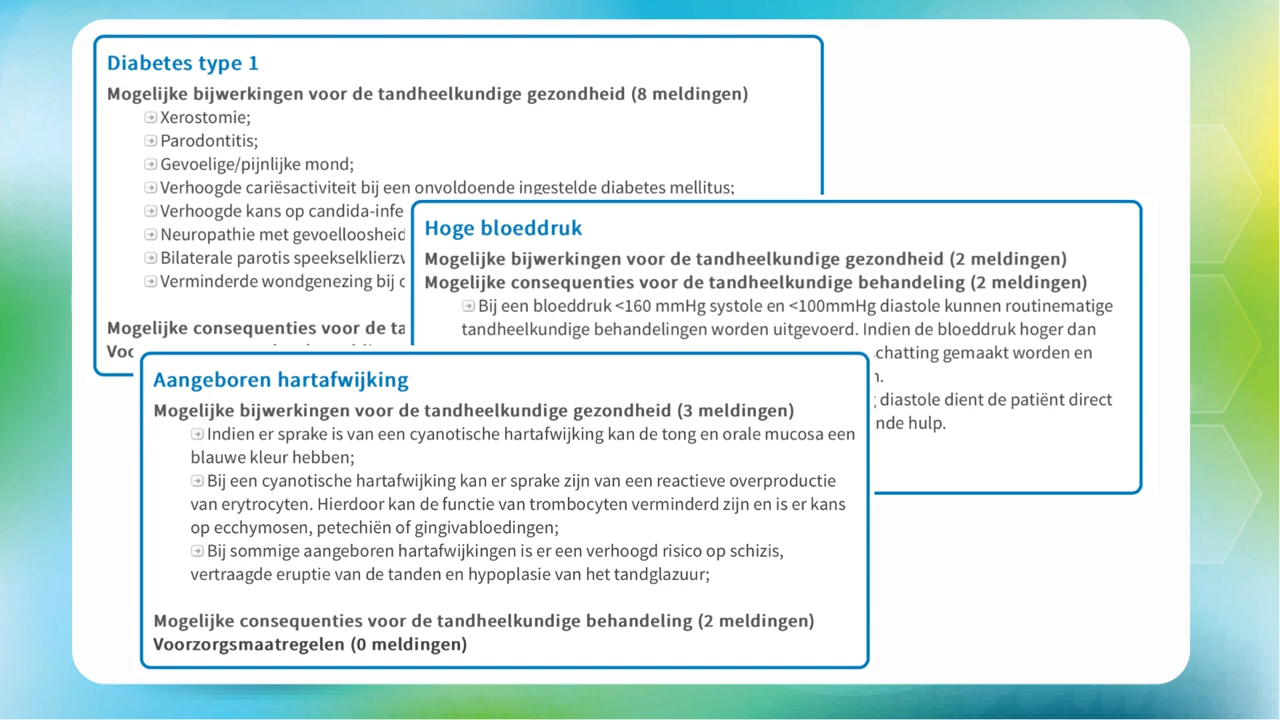 Diabetes type 1
Mogelijke bijwerkingen voor de tandheelkundige gezondheid (8 meldingen)
Xerostomie;
Parodontitis;
Gevoelige/pijnlijke mond;
Verhoogde cariësactiviteit bij een onvoldoende ingestelde diabetes mellitus;
Verhoogde kans op candida-infe
Neuropathie met gevoelloosheid
Bilaterale parotis speekselklierzw
Verminderde wondgenezing bij
Mogelijke consequenties voor de ta
Hoge bloeddruk
Mogelijke bijwerkingen voor de tandheelkundige gezondheid (2 meldingen)
Mogelijke consequenties voor de tandheelkundige behandeling (2 meldingen)
Bij een bloeddruk <160 mmHg systole en <100mmHg diastole kunnen routinematige
tandheelkundige behandelingen worden uitgevoerd. Indien de bloeddruk hoger dan
chatting gemaakt worden en
n.
diastole dient de patiënt direct
nde hulp.
Aangeboren hartafwijking
Mogelijke bijwerkingen voor de tandheelkundige gezondheid (3 meldingen)
Indien er sprake is van een cyanotische hartafwijking kan de tong en orale mucosa een
blauwe kleur hebben;
Bij een cyanotische hartafwijking kan er sprake zijn van een reactieve overproductie
van erytrocyten. Hierdoor kan de functie van trombocyten verminderd zijn en is er kans
op ecchymosen, petechiën of gingivabloedingen;
Bij sommige aangeboren hartafwijkingen is er een verhoogd risico op schizis,
vertraagde eruptie van de tanden en hypoplasie van het tandglazuur;
Mogelijke consequenties voor de tandheelkundige behandeling (2 meldingen)
Voorzorgsmaatregelen (0 meldingen)